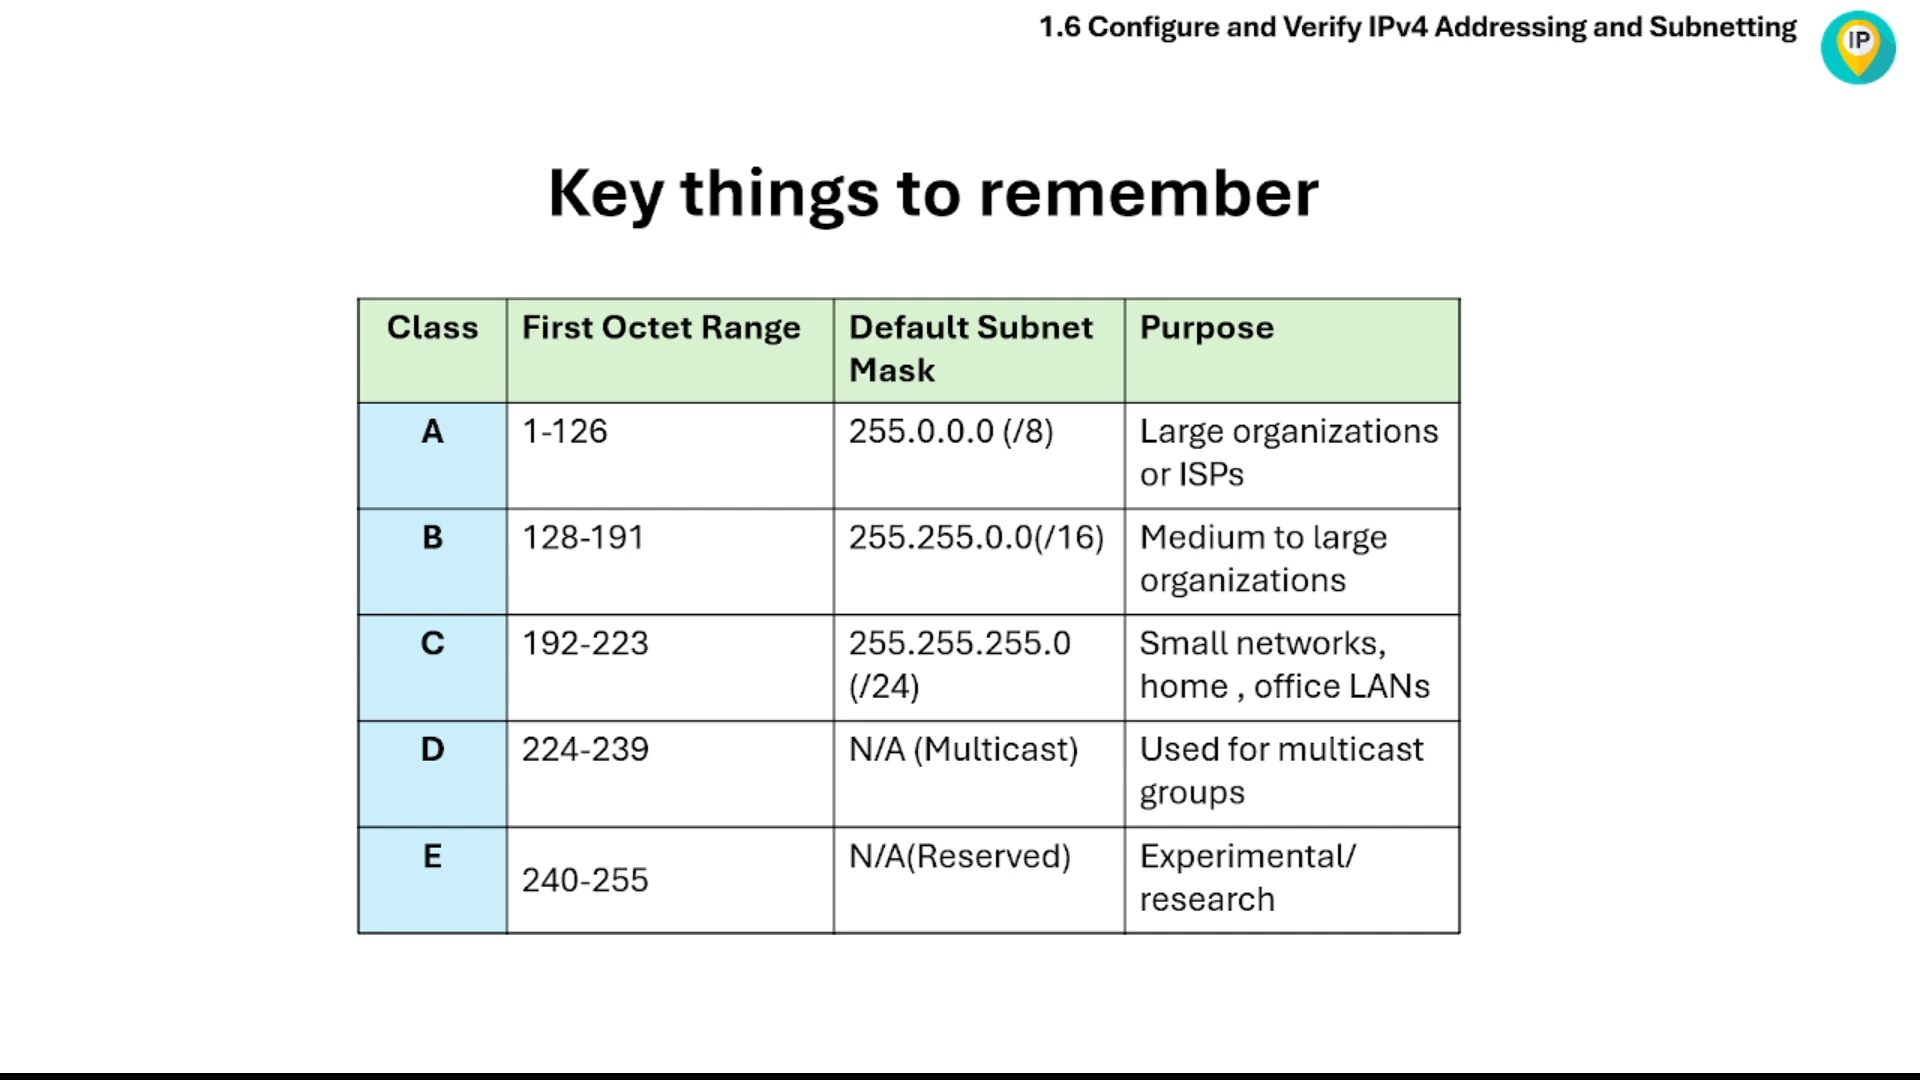 1.6 Configure and Verify IPv4 Addressing and Subnetting
IP
Key things to remember
Class First Octet Range Default Subnet Mask Purpose
A 1-126 255.0.0.0 (/8) Large organizations or ISPs
B 128-191 255.255.0.0(/16) Medium to large organizations
C 192-223 255.255.255.0 (/24) Small networks, home , office LANs
D 224-239 N/A (Multicast) Used for multicast groups
E 240-255 N/A(Reserved) Experimental/ research